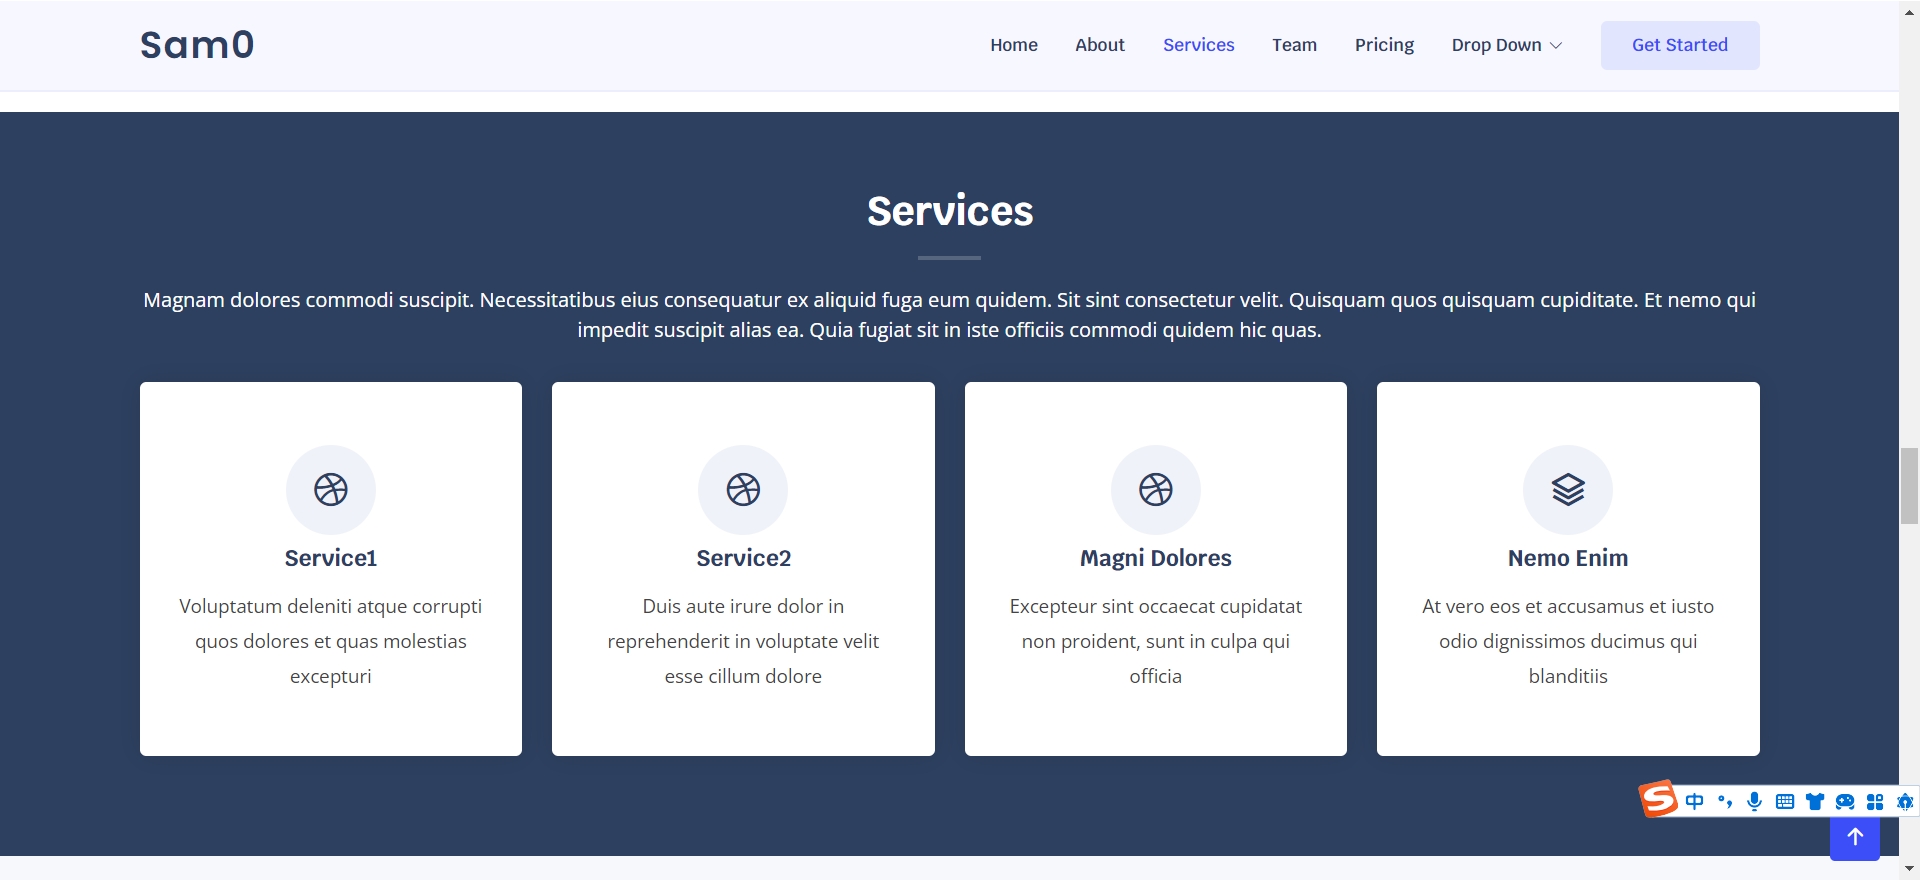 Sam0
Home About Services Team Pricing Drop Down Get Started
Services
Magnam dolores commodi suscipit. Necessitatibus eius consequatur ex aliquid fuga eum quidem. Sit sint consectetur velit. Quisquam quos quisquam cupiditate. Et nemo qui
impedit suscipit alias ea. Quia fugiat sit in iste officiis commodi quidem hic quas.
Service1
Voluptatum deleniti atque corrupti
quos dolores et quas molestias
excepturi
Service2
Duis aute irure dolor in
reprehenderit in voluptate velit
esse cillum dolore
Magni Dolores
Excepteur sint occaecat cupidatat
non proident, sunt in culpa qui
officia
Nemo Enim
At vero eos et accusamus et iusto
odio dignissimos ducimus qui
blanditiis
S 中 °,